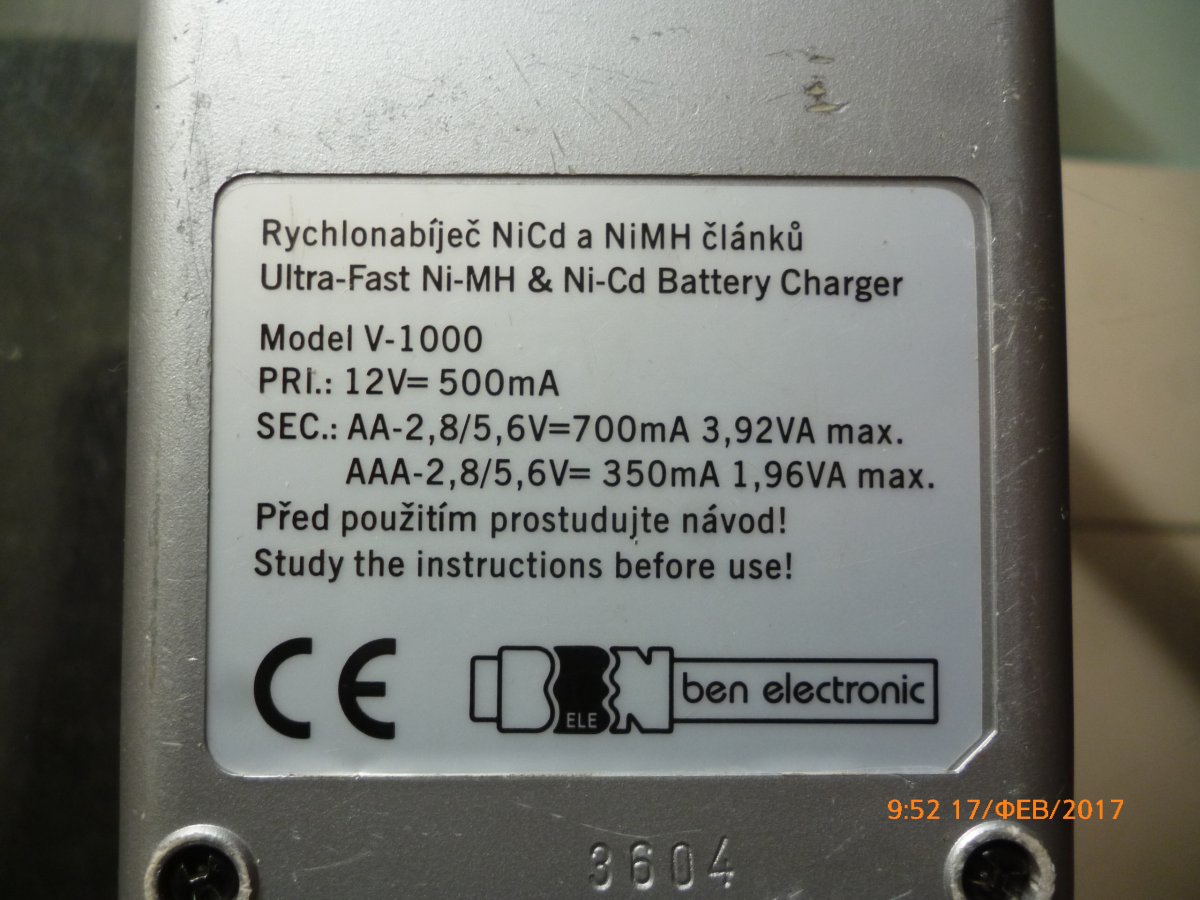 Rychlonabíječ NiCd a NiMH článků
Ultra-Fast Ni-MH & Ni-Cd Battery Charger
Model V-1000
PRI.: 12V= 500mA
SEC.: AA-2,8/5,6V=700mA 3,92VA max.
AAA-2,8/5,6V= 350mA 1,96VA max.
Před použitím prostudujte návod!
Study the instructions before use!
CE BEN ELE ben electronic
9:52 17/ФЕВ/2017
3604